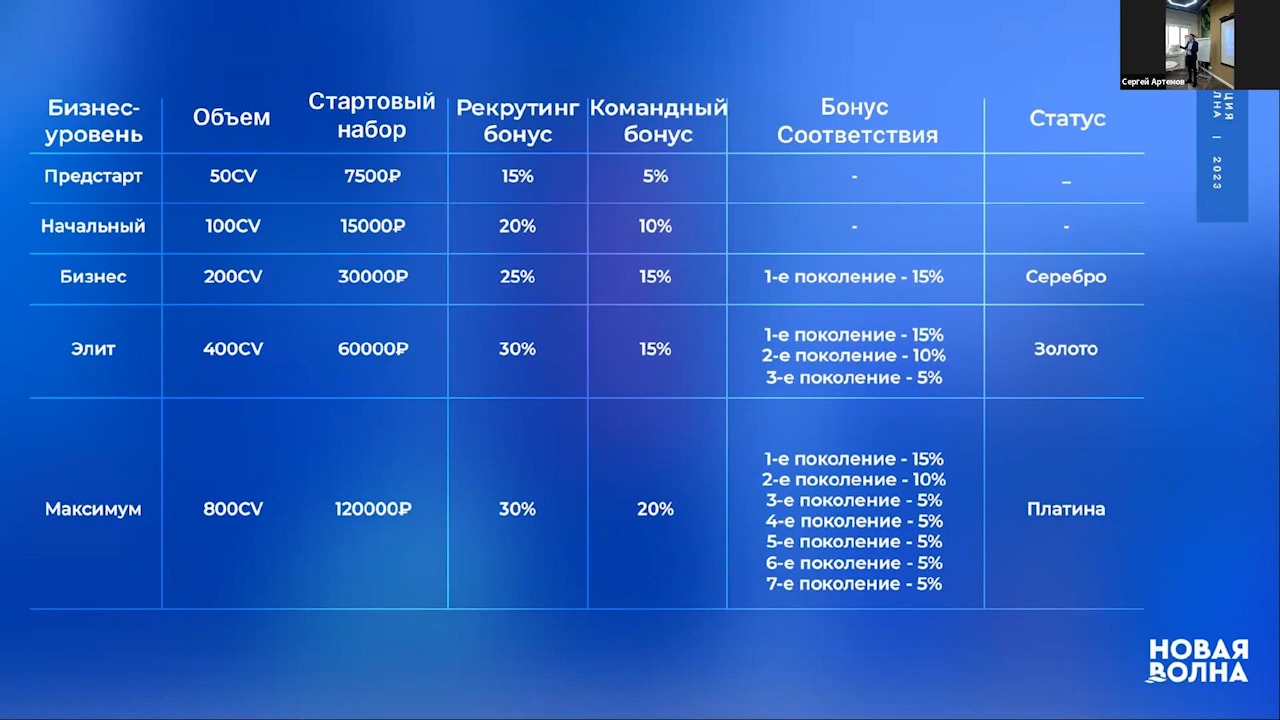 Сергей Артемов
Бизнес-
уровень
Объем
Стартовый
набор
Рекрутинг
бонус
Командный
бонус
Бонус
Соответствия
Статус
Предстарт 50CV 7500₽ 15% 5% - _
Начальный 100CV 15000₽ 20% 10% - -
Бизнес 200CV 30000₽ 25% 15% 1-е поколение - 15% Серебро
Элит 400CV 60000₽ 30% 15%
1-е поколение - 15%
2-е поколение - 10%
3-е поколение - 5%
Золото
Максимум 800CV 120000₽ 30% 20%
1-е поколение - 15%
2-е поколение - 10%
3-е поколение - 5%
4-е поколение - 5%
5-е поколение - 5%
6-е поколение - 5%
7-е поколение - 5%
Платина
ЦИЯ
ЛНА | 2023
НОВАЯ
ВОЛНА